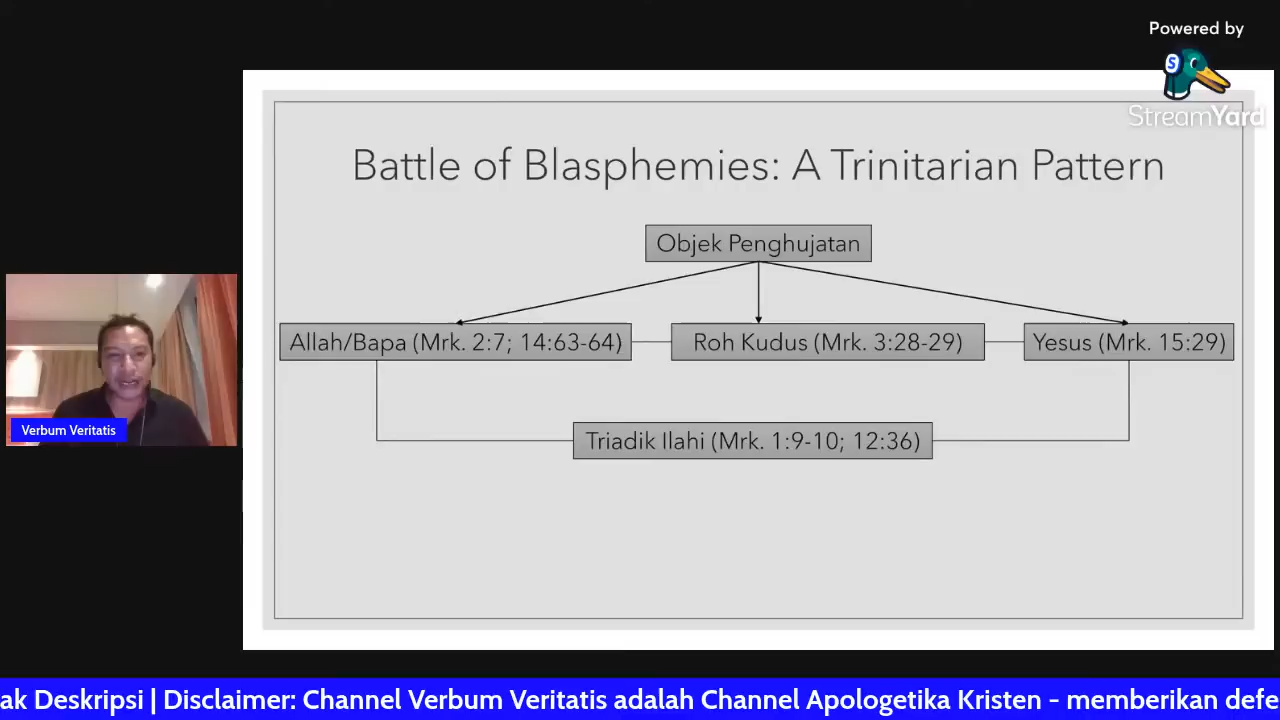 Powered by
S
StreamYard
Battle of Blasphemies: A Trinitarian Pattern
Objek Penghujatan
Allah/Bapa (Mrk. 2:7; 14:63-64)
Roh Kudus (Mrk. 3:28-29)
Yesus (Mrk. 15:29)
Triadik Ilahi (Mrk. 1:9-10; 12:36)
Verbum Veritatis
ak Deskripsi | Disclaimer: Channel Verbum Veritatis adalah Channel Apologetika Kristen - memberikan defe